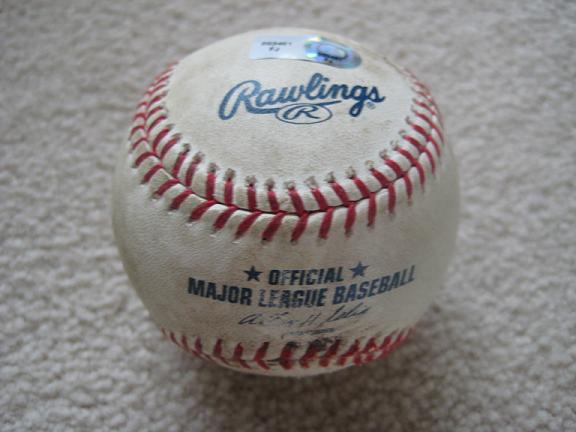 Rawlings
R
★ OFFICIAL ★
MAJOR LEAGUE BASEBALL